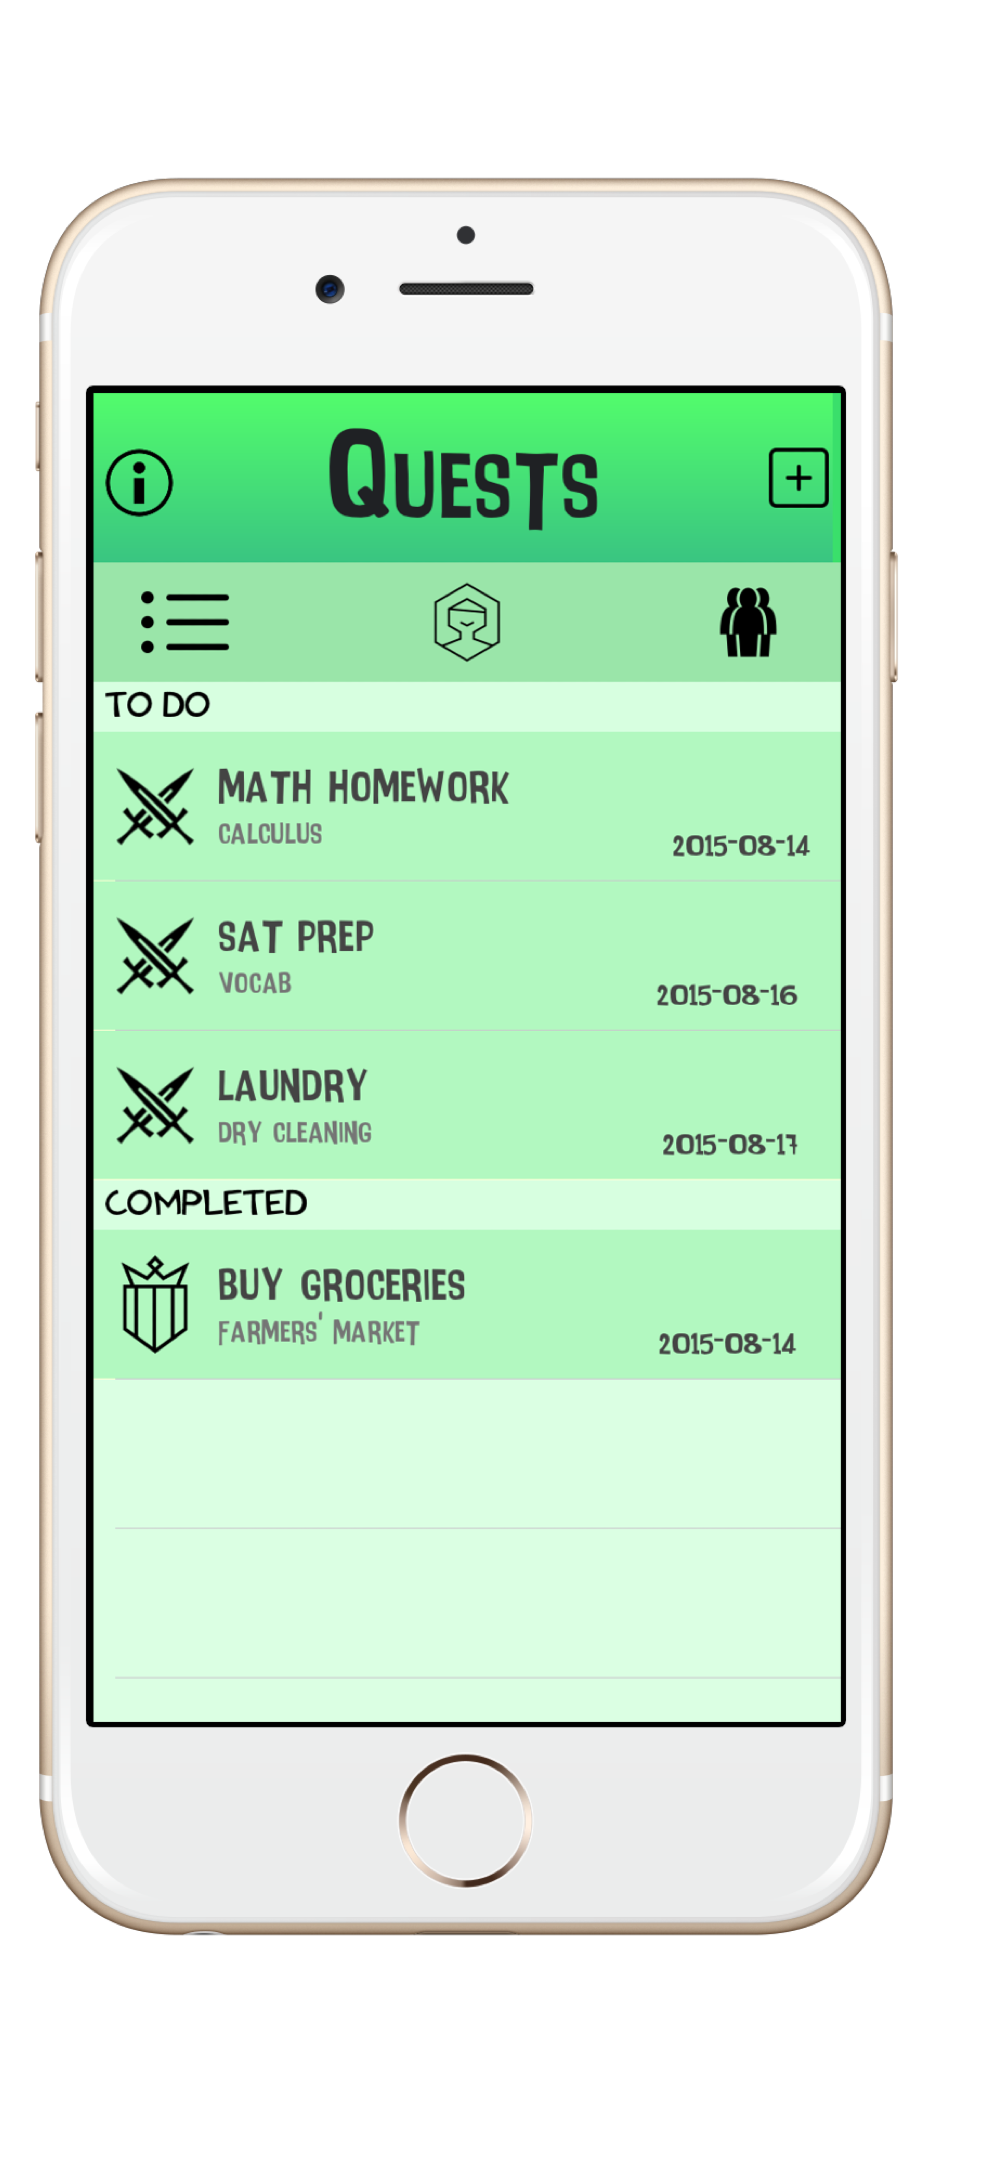 Quests
TO DO
MATH HOMEWORK
CALCULUS
2015-08-14
SAT PREP
VOCAB
2015-08-16
LAUNDRY
DRY CLEANING
2015-08-17
COMPLETED
BUY GROCERIES
FARMERS' MARKET
2015-08-14